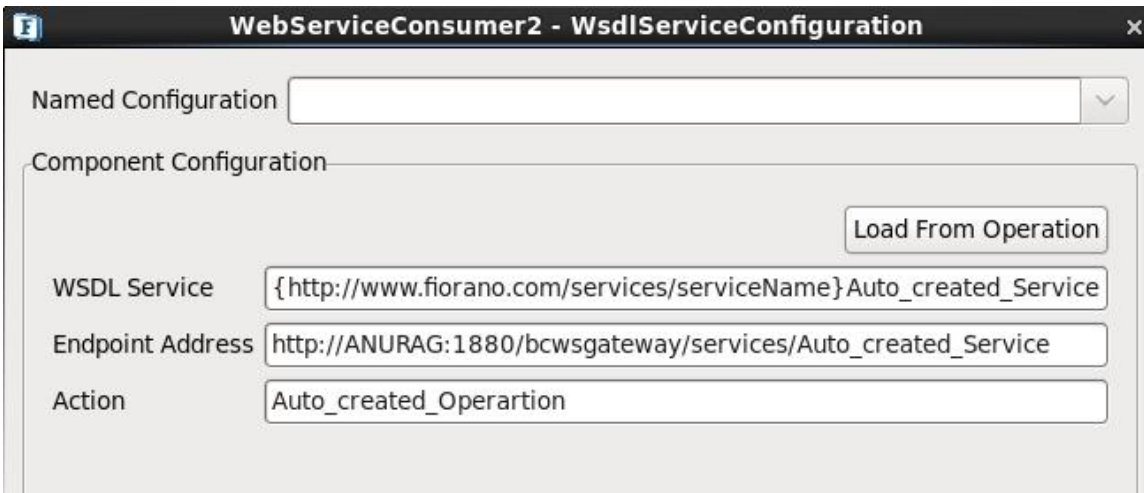 WebServiceConsumer2 - WsdlServiceConfiguration
Named Configuration
Component Configuration
Load From Operation
WSDL Service {http://www.fiorano.com/services/serviceName}Auto_created_Service
Endpoint Address http://ANURAG:1880/bcwsgateway/services/Auto_created_Service
Action Auto_created_Operartion